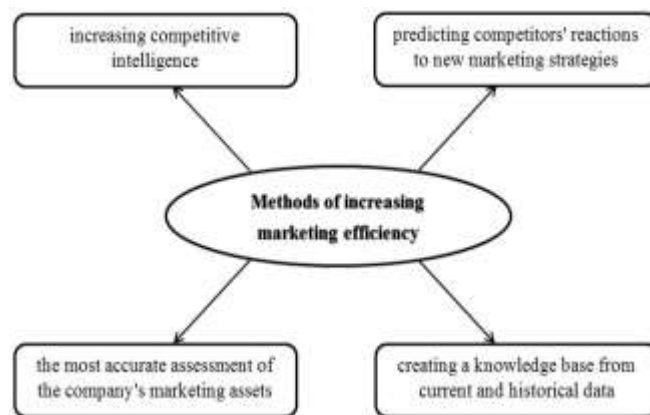 increasing competitive
intelligence
predicting competitors' reactions
to new marketing strategies
Methods of increasing
marketing efficiency
the most accurate assessment of
the company's marketing assets
creating a knowledge base from
current and historical data